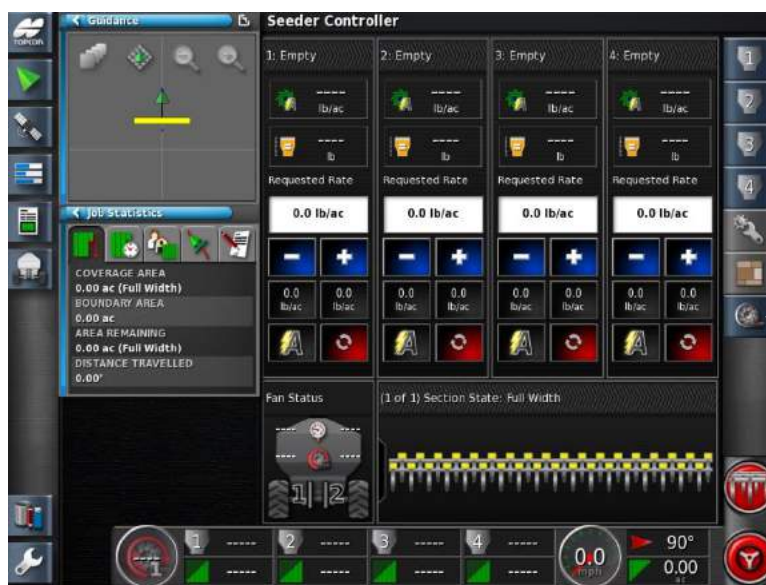 TOPCON
Guidance
Seeder Controller
1: Empty
2: Empty
3: Empty
4: Empty
----
lb/ac
----
lb/ac
----
lb/ac
----
lb/ac
----
lb
----
lb
----
lb
----
lb
Requested Rate
Requested Rate
Requested Rate
Requested Rate
0.0 lb/ac
0.0 lb/ac
0.0 lb/ac
0.0 lb/ac
0.0
lb/ac
0.0
lb/ac
0.0
lb/ac
0.0
lb/ac
0.0
lb/ac
0.0
lb/ac
0.0
lb/ac
0.0
lb/ac
A
A
A
A
1
2
3
4
Job Statistics
COVERAGE AREA
0.00 ac (Full Width)
BOUNDARY AREA
0.00 ac
AREA REMAINING
0.00 ac (Full Width)
DISTANCE TRAVELLED
0.00'
Fan Status
----
----
----
----
1
2
(1 of 1) Section State: Full Width
1
1 -----
2 -----
3 -----
4 -----
-----
-----
-----
-----
0.0
mph
90°
0.00
ac